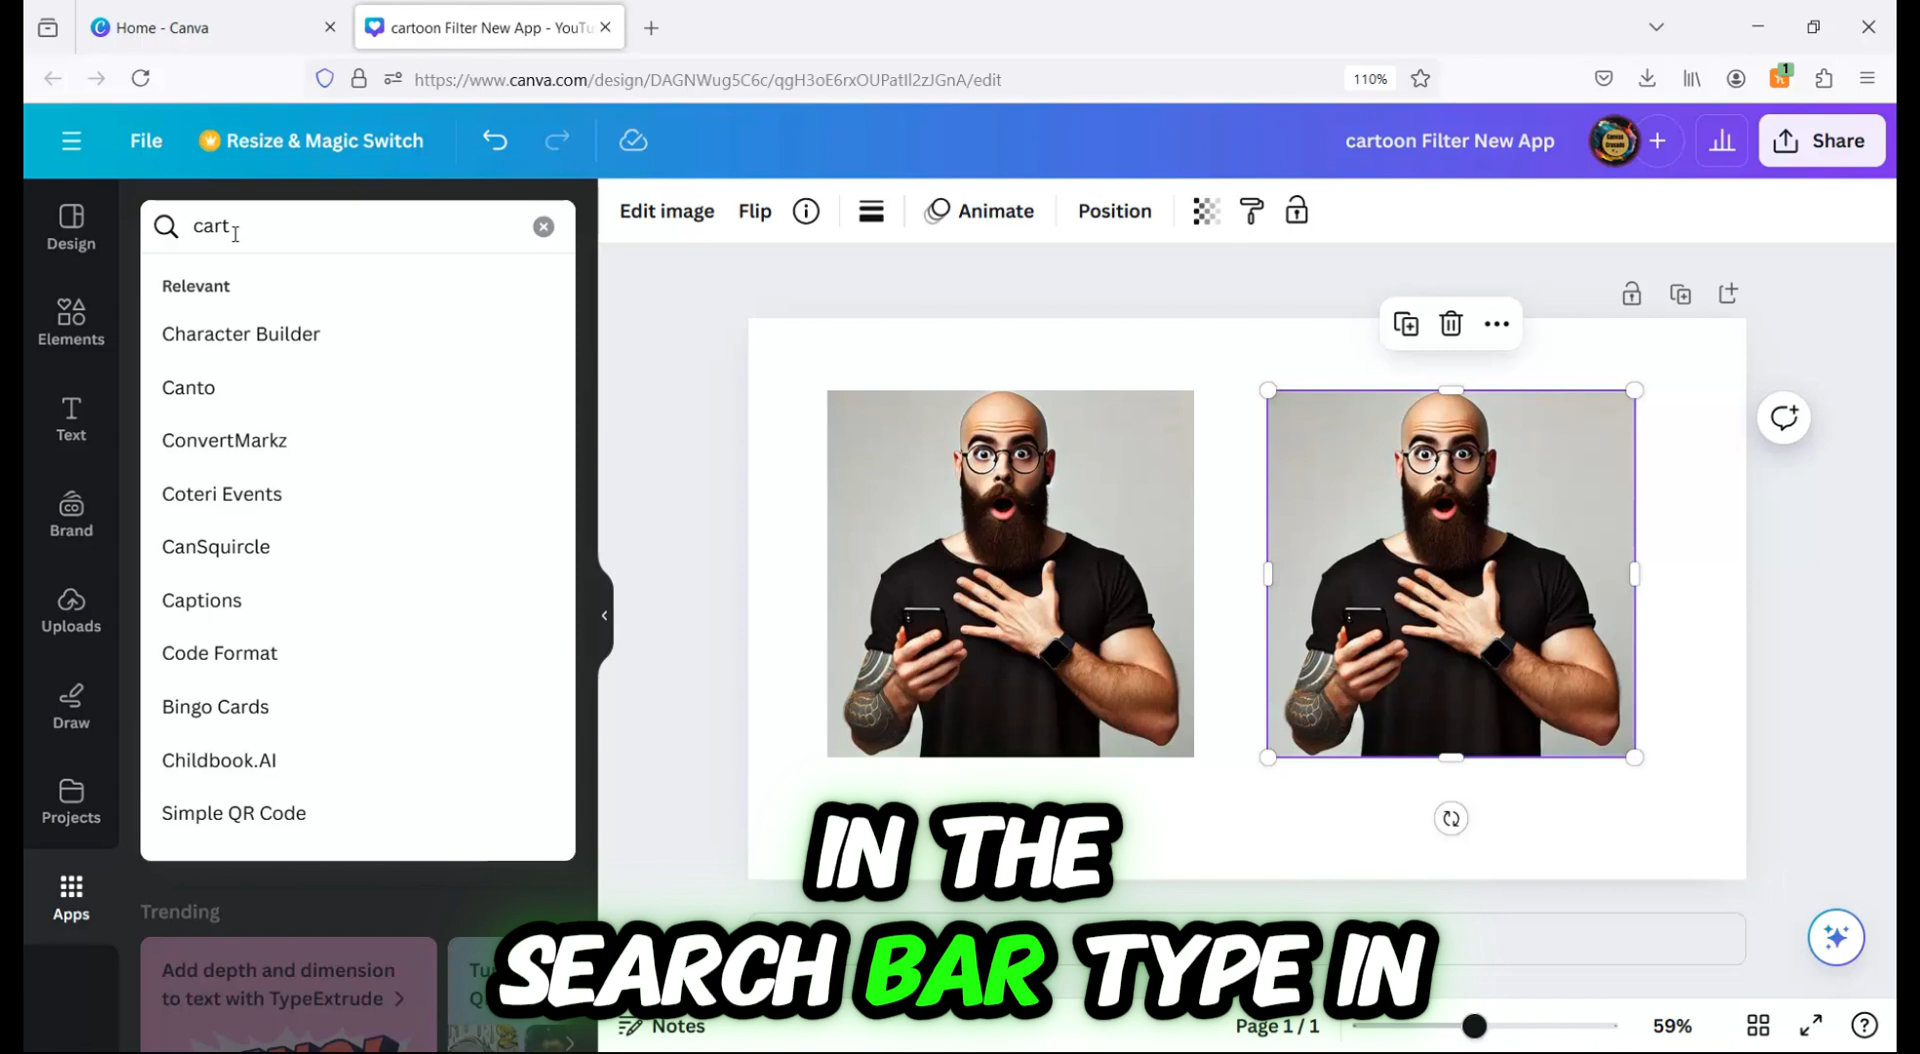 Home - Canva
cartoon Filter New App - YouTu
https://www.canva.com/design/DAGNWug5C6c/qgH3oE6rxOUPatIl2zJGnA/edit
110%
1
File
Resize & Magic Switch
cartoon Filter New App
Share
Design
Elements
Text
Brand
Uploads
Draw
Projects
Apps
cart
Relevant
Character Builder
Canto
ConvertMarkz
Coteri Events
CanSquircle
Captions
Code Format
Bingo Cards
Childbook.AI
Simple QR Code
Trending
Add depth and dimension
to text with TypeExtrude
Edit image
Flip
Animate
Position
IN THE
SEARCH BAR TYPE IN
Notes
Page 1 / 1
59%